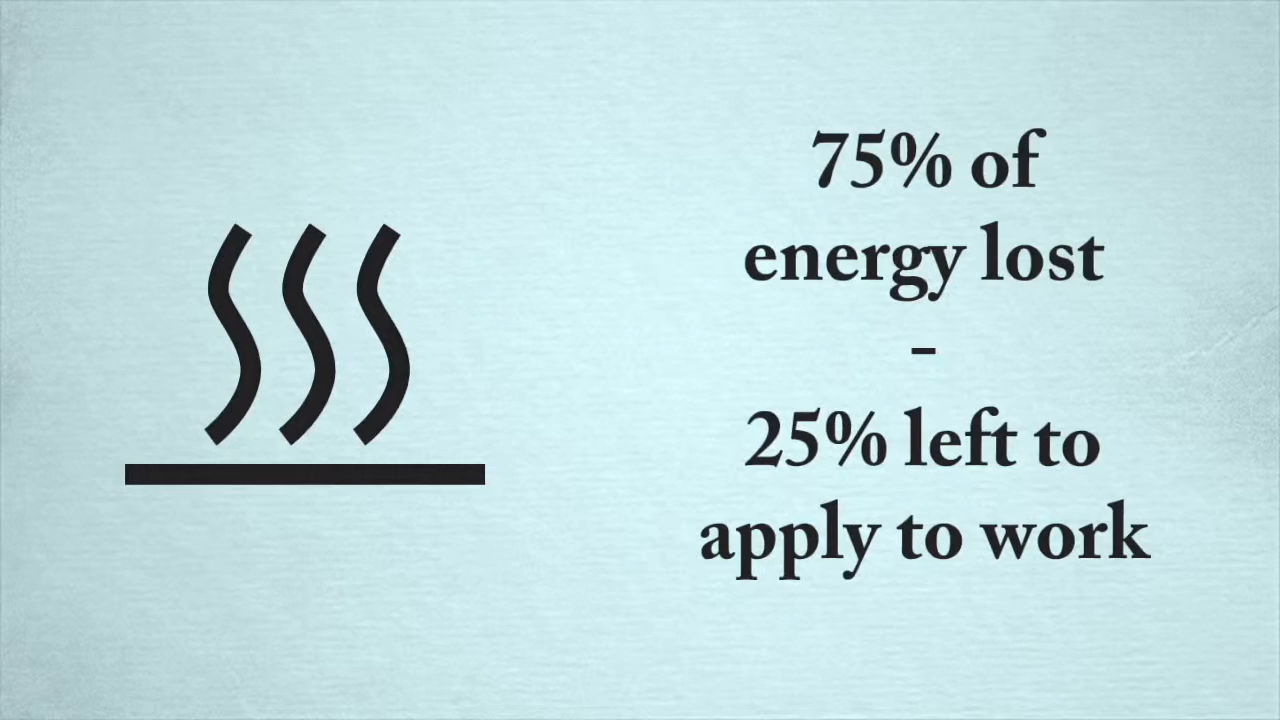 75% of
energy lost
–
25% left to
apply to work